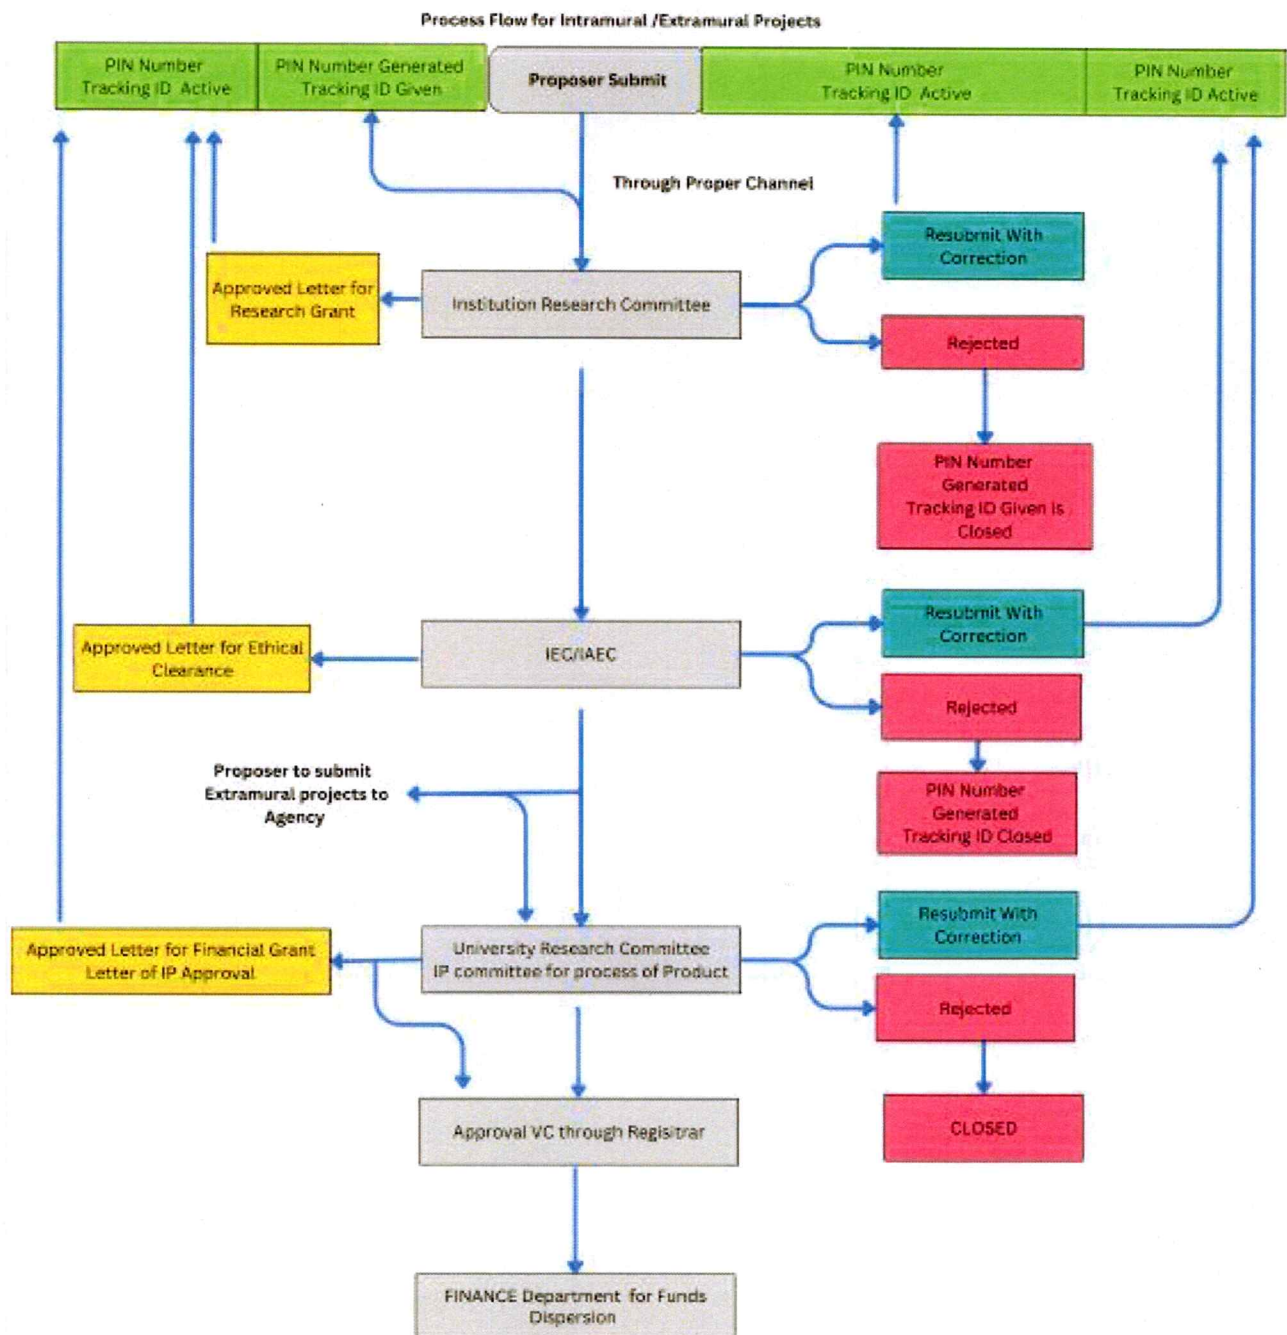 Process Flow for Intramural /Extramural Projects
PIN Number
Tracking ID Active
PIN Number Generated
Tracking ID Given
Proposer Submit
PIN Number
Tracking ID Active
PIN Number
Tracking ID Active
Through Proper Channel
Resubmit With
Correction
Approved Letter for
Research Grant
Institution Research Committee
Rejected
PIN Number
Generated
Tracking ID Given Is
Closed
Resubmit With
Correction
Approved Letter for Ethical
Clearance
IEC/IAEC
Rejected
Proposer to submit
Extramural projects to
Agency
PIN Number
Generated
Tracking ID Closed
Resubmit With
Correction
Approved Letter for Financial Grant
Letter of IP Approval
University Research Committee
IP committee for process of Product
Rejected
Approval VC through Regisitrar
CLOSED
FINANCE Department for Funds
Dispersion